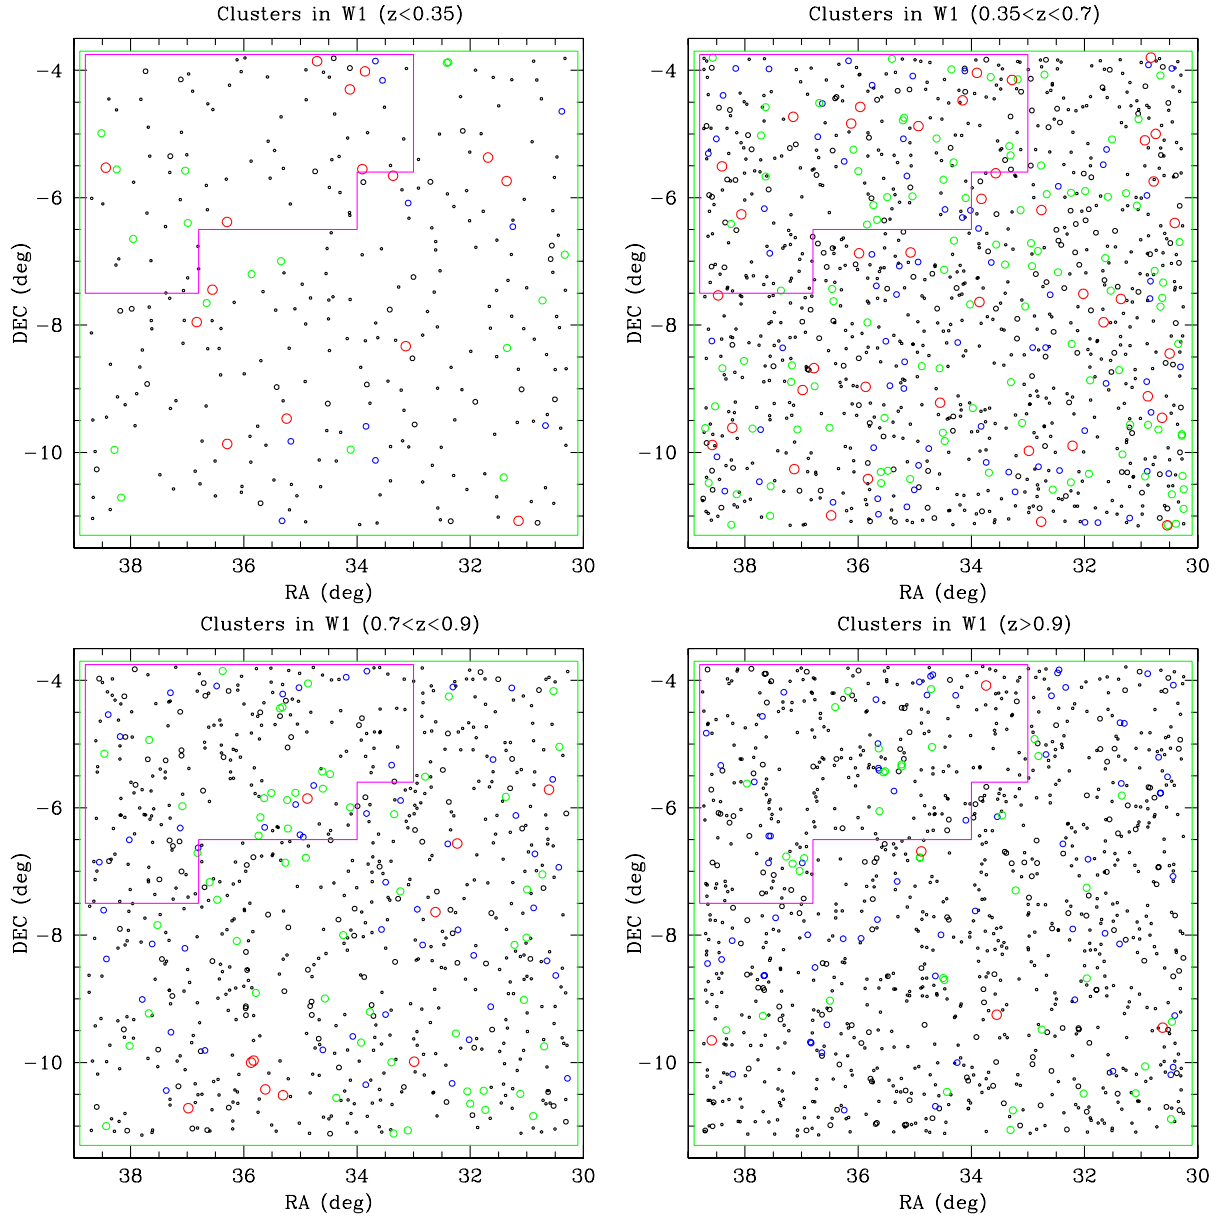 Clusters in W1 (z<0.35)
−4
−6
−8
−10
DEC (deg)
38 36 34 32 30
RA (deg)
Clusters in W1 (0.35<z<0.7)
−4
−6
−8
−10
DEC (deg)
38 36 34 32 30
RA (deg)
Clusters in W1 (0.7<z<0.9)
−4
−6
−8
−10
DEC (deg)
38 36 34 32 30
RA (deg)
Clusters in W1 (z>0.9)
−4
−6
−8
−10
DEC (deg)
38 36 34 32 30
RA (deg)